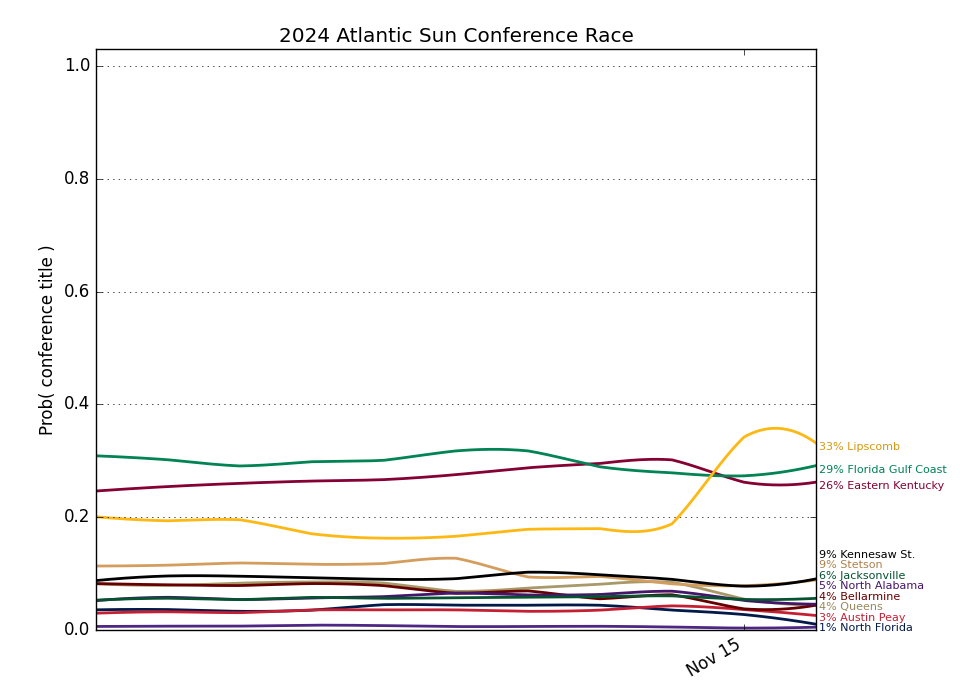 2024 Atlantic Sun Conference Race
Prob( conference title )
1.0
0.8
0.6
0.4
0.2
0.0
Nov 15
33% Lipscomb
29% Florida Gulf Coast
26% Eastern Kentucky
9% Kennesaw St.
9% Stetson
6% Jacksonville
5% North Alabama
4% Bellarmine
4% Queens
3% Austin Peay
1% North Florida